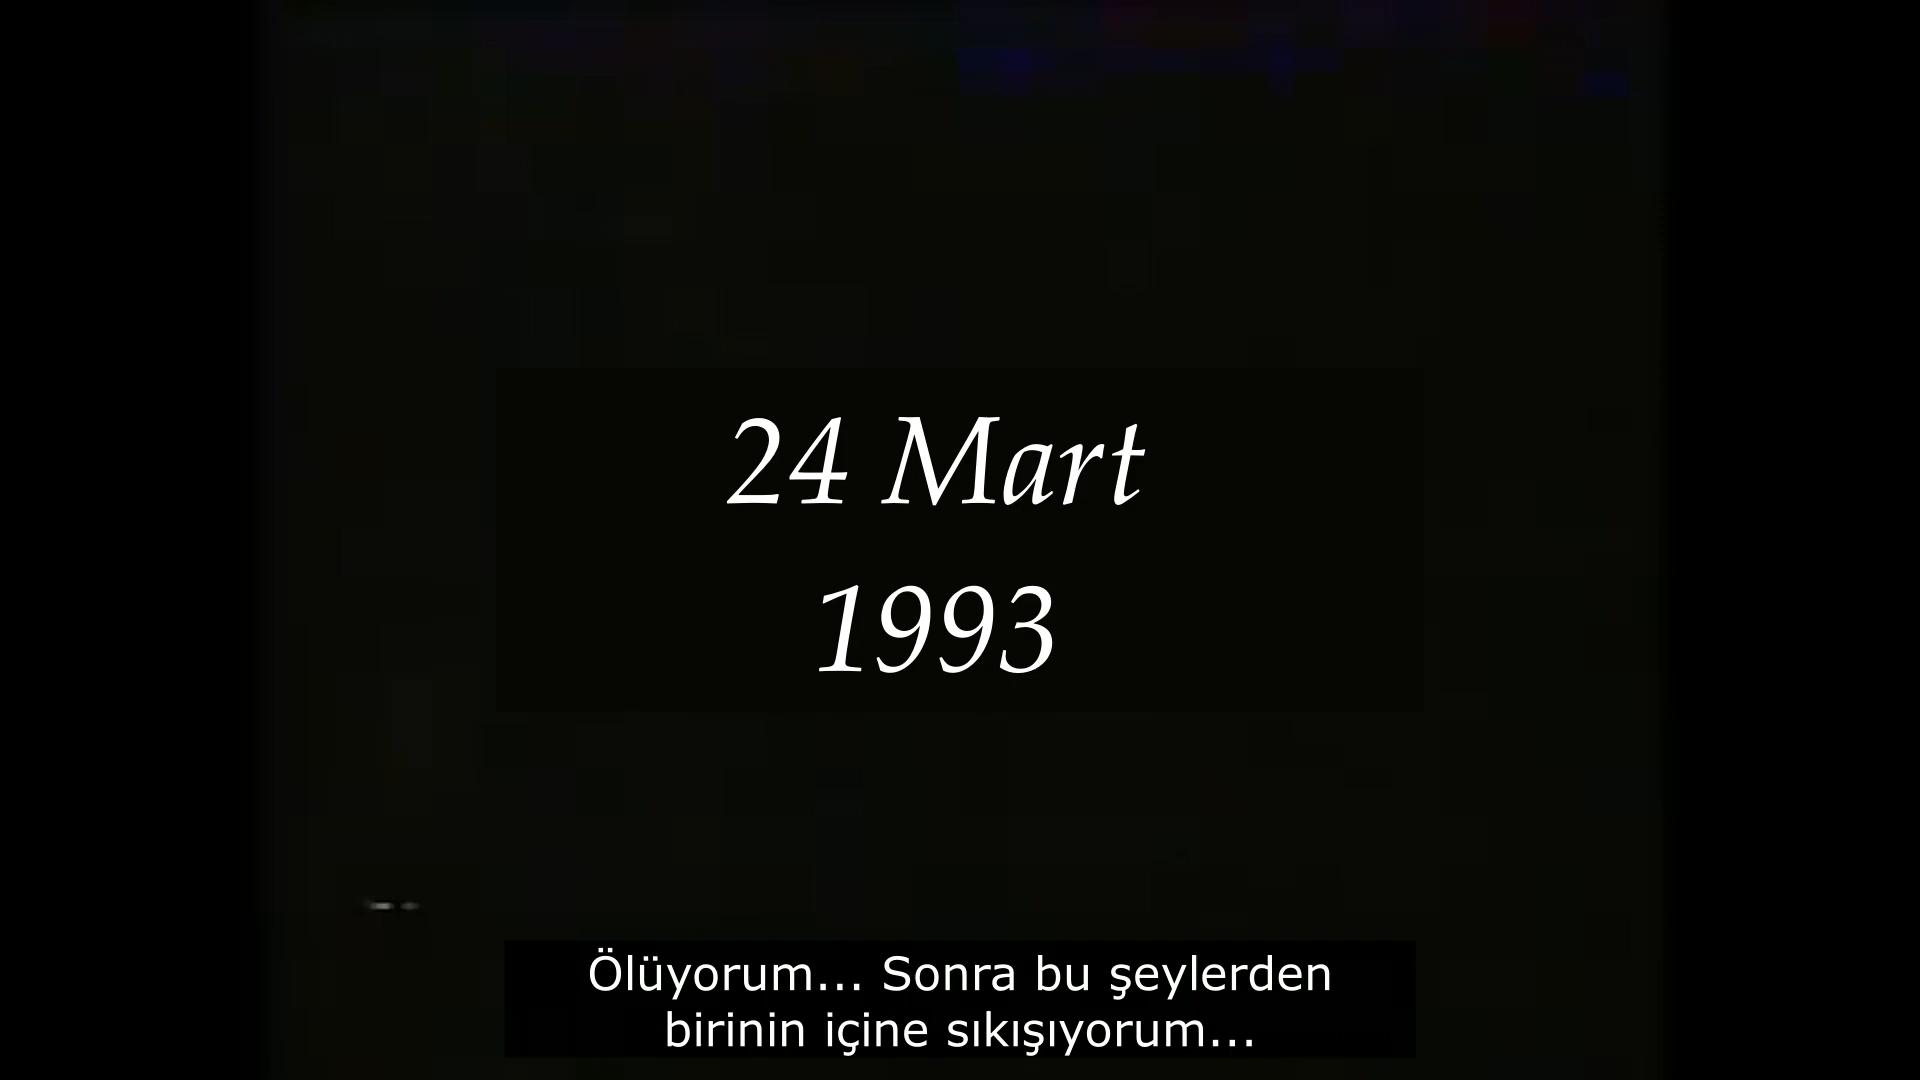 24 Mart
1993
Ölüyorum... Sonra bu şeylerden
birinin içine sıkışıyorum...